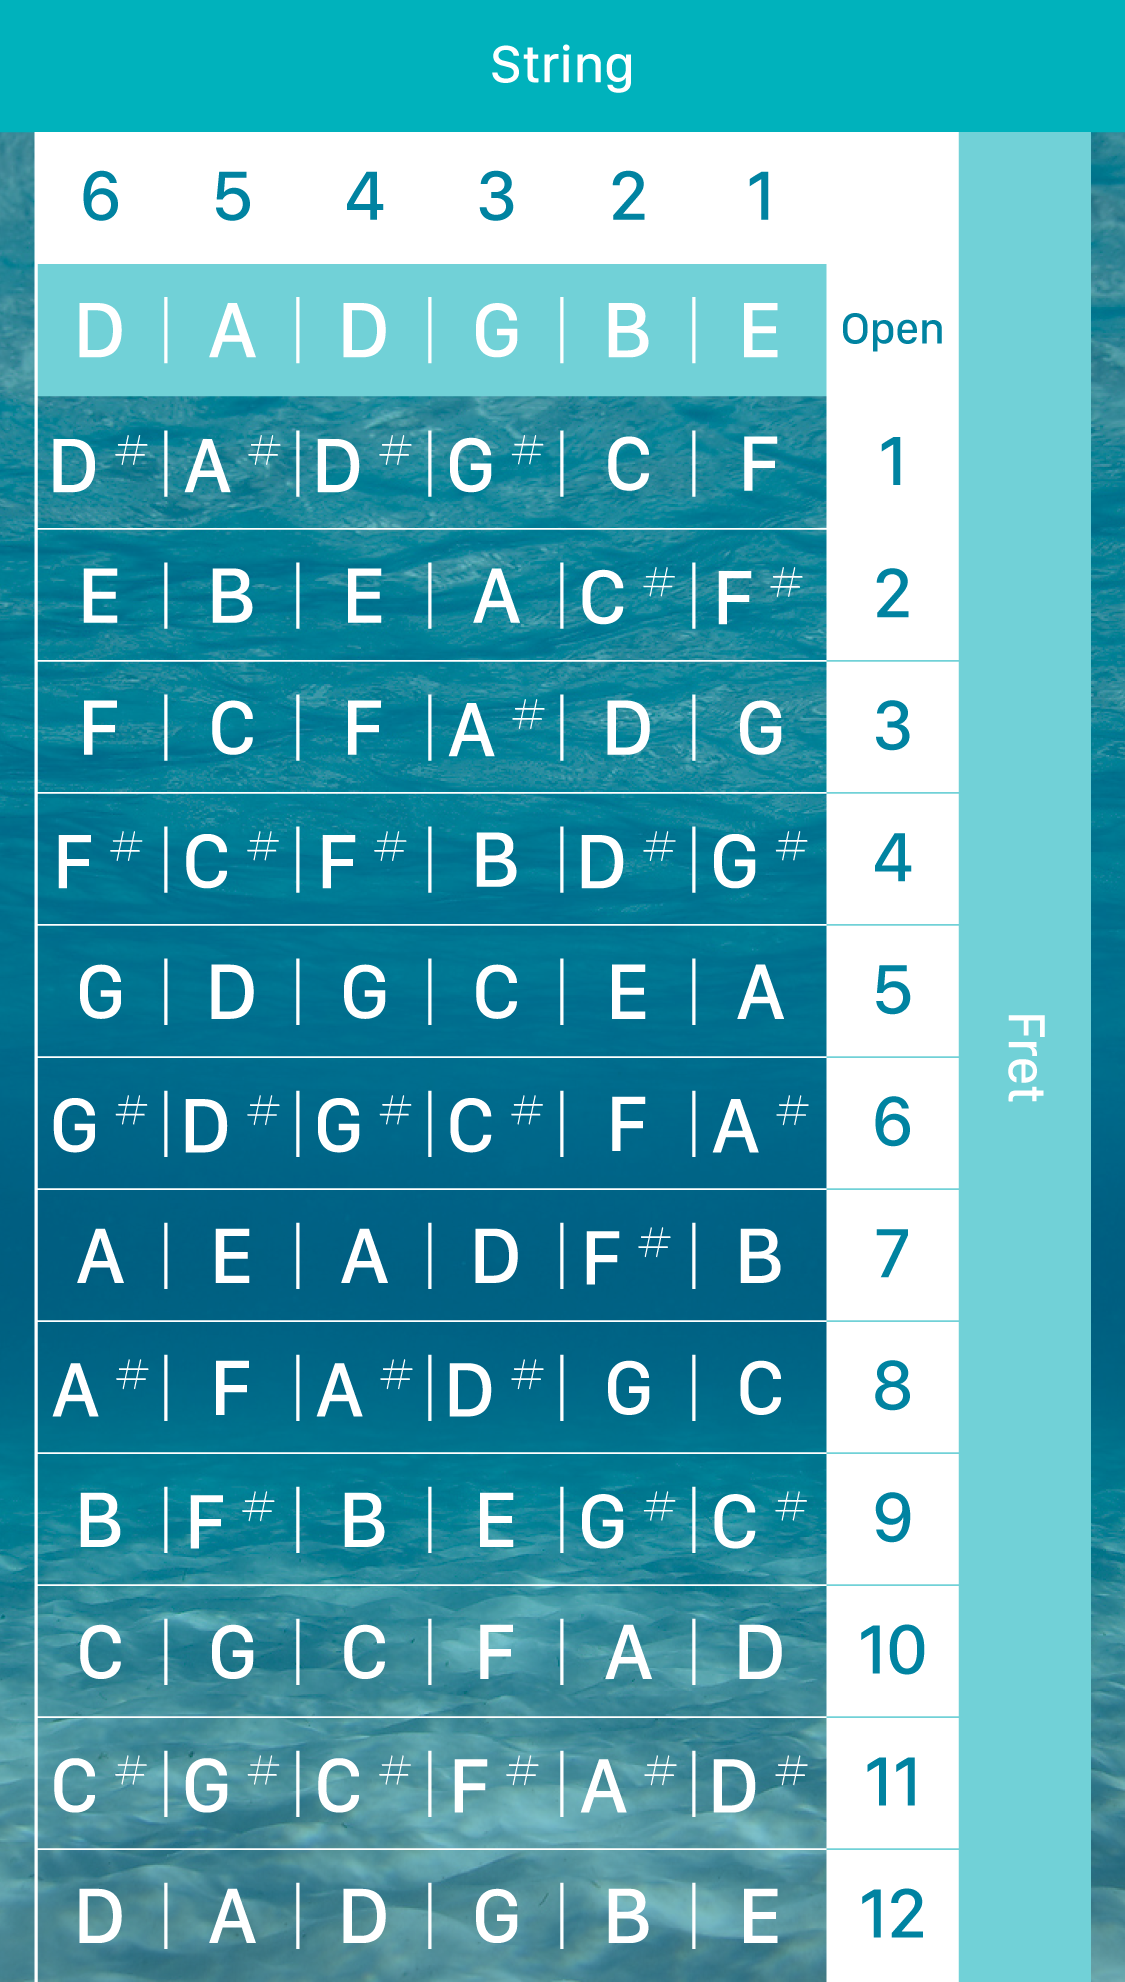 String
6 5 4 3 2 1
D | A | D | G | B | E Open
D# | A# | D# | G# | C | F 1
E | B | E | A | C# | F# 2
F | C | F | A# | D | G 3
F# | C# | F# | B | D# | G# 4
G | D | G | C | E | A 5
G# | D# | G# | C# | F | A# 6
A | E | A | D | F# | B 7
A# | F | A# | D# | G | C 8
B | F# | B | E | G# | C# 9
C | G | C | F | A | D 10
C# | G# | C# | F# | A# | D# 11
D | A | D | G | B | E 12
Fret